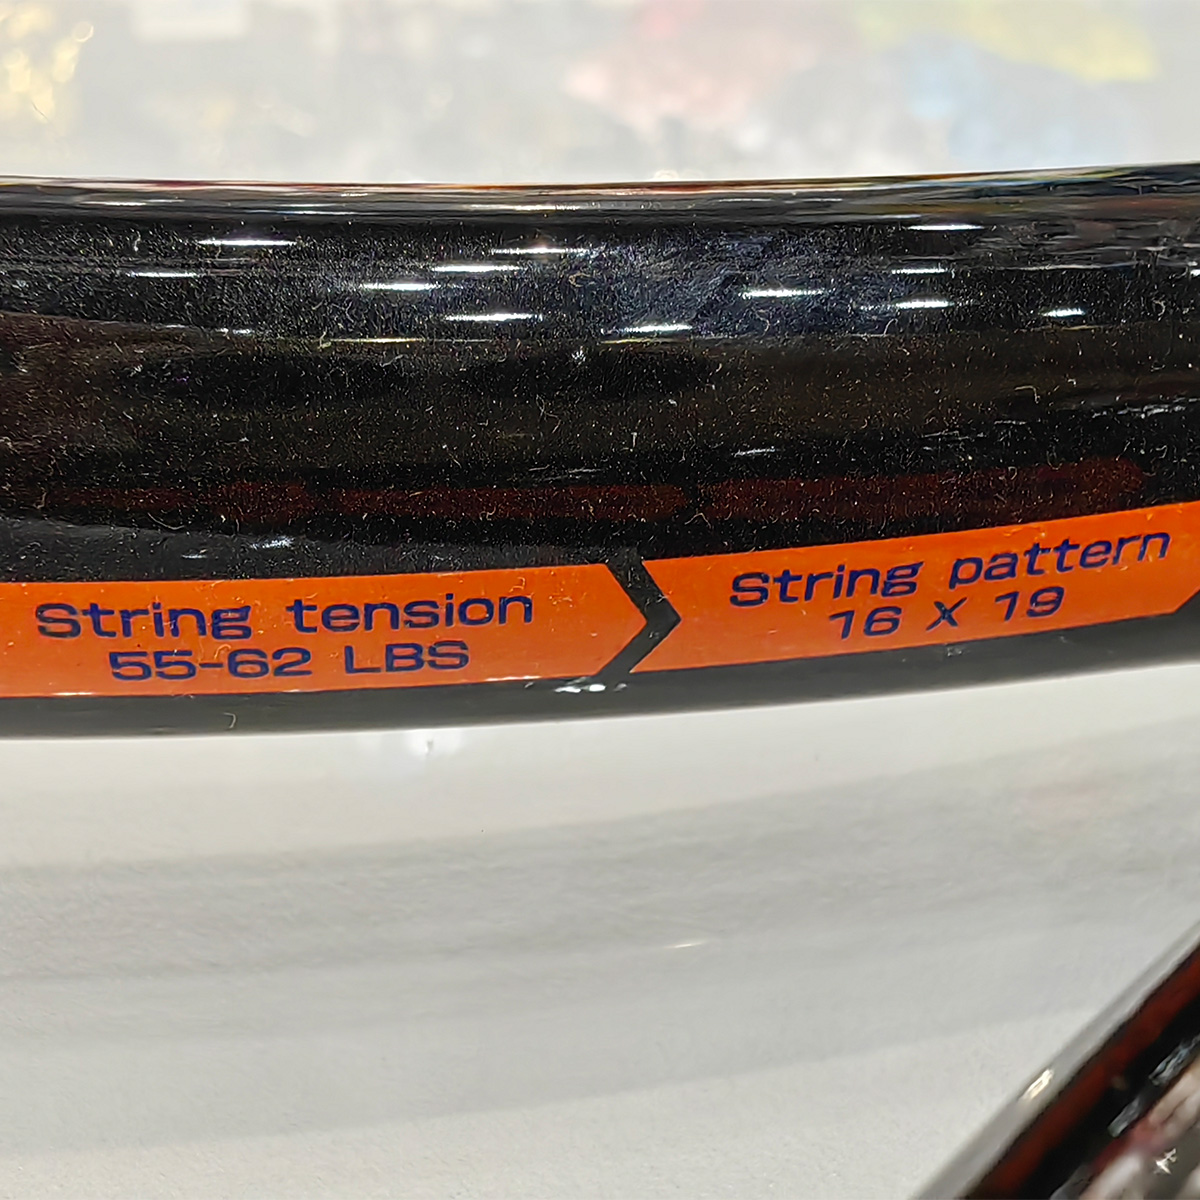 String tension
55-62 LBS
String pattern
16 X 19